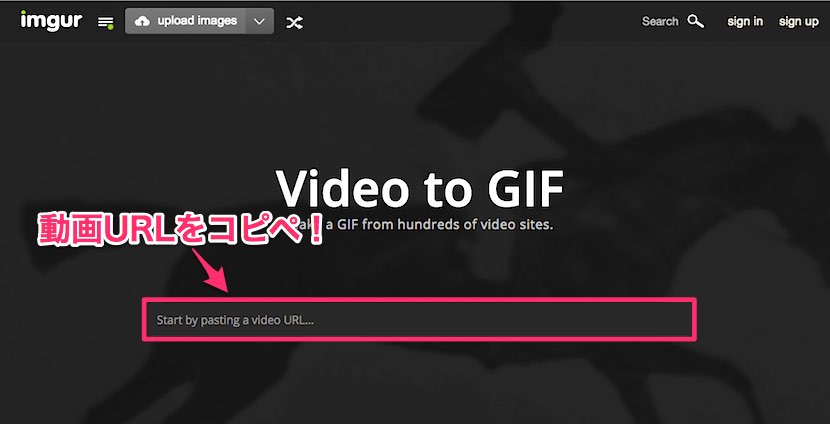 imgur
upload images
Search
sign in
sign up
Video to GIF
a GIF from hundreds of video sites.
動画URLをコピペ！
Start by pasting a video URL...